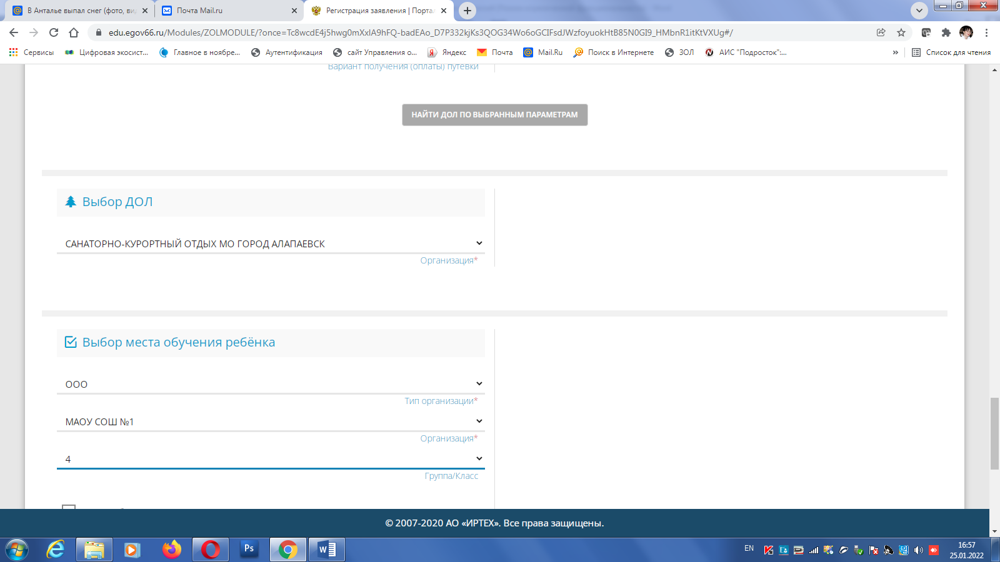 В Анталье выпал снег (фото, ви
Почта Mail.ru
Регистрация заявления | Порта
edu.egov66.ru/Modules/ZOLMODULE/?once=Tc8wcdE4j5hwg0mXxlA9hFQ-badEAo_D7P332kjKs3QOG34Wo6oGCIFsdJWzfoyuokHtB85N0GI9_HMbnR1itKtVXUg#/
Сервисы
Цифровая экосист...
Главное в ноябре...
Аутентификация
сайт Управления о...
Яндекс
Почта
Mail.Ru
Поиск в Интернете
ЗОЛ
АИС "Подросток":...
»
Список для чтения
Вариант получения (оплаты) путевки
НАЙТИ ДОЛ ПО ВЫБРАННЫМ ПАРАМЕТРАМ
Выбор ДОЛ
САНАТОРНО-КУРОРТНЫЙ ОТДЫХ МО ГОРОД АЛАПАЕВСК
Организация*
Выбор места обучения ребёнка
ООО
Тип организации*
МАОУ СОШ №1
Организация*
4
Группа/Класс
© 2007-2020 АО «ИРТЕХ». Все права защищены.
Ps
EN
16:57
25.01.2022